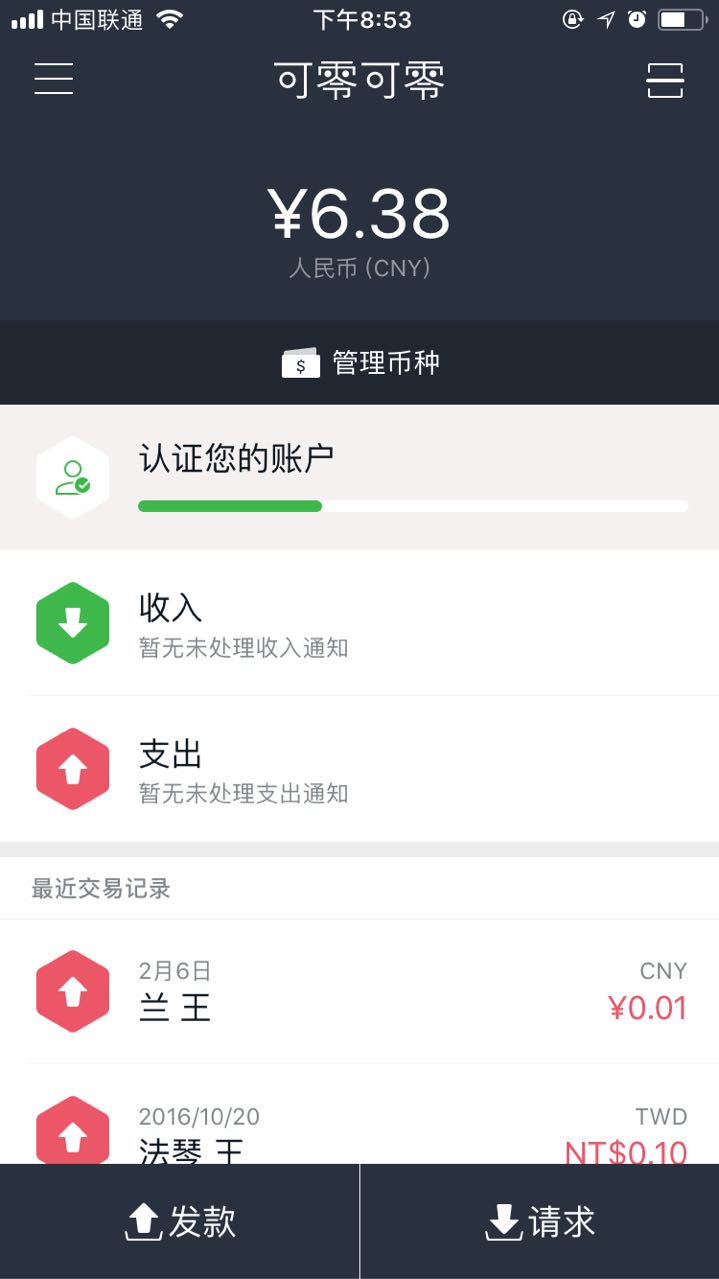 中国联通 下午8:53
可零可零
¥6.38
人民币 (CNY)
$ 管理币种
认证您的账户
收入
暂无未处理收入通知
支出
暂无未处理支出通知
最近交易记录
2月6日 CNY
兰 王 ¥0.01
2016/10/20 TWD
法琴 王 NT$0.10
发款 请求